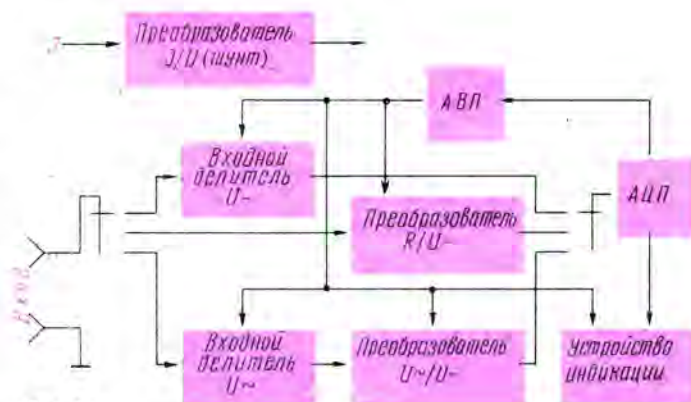 J
Преобразователь
J/U (шунт)
АВП
Входной
делитель
U-
АЦП
Преобразователь
R/U-
Вход
Входной
делитель
U~
Преобразователь
U~/U-
Устройство
индикации